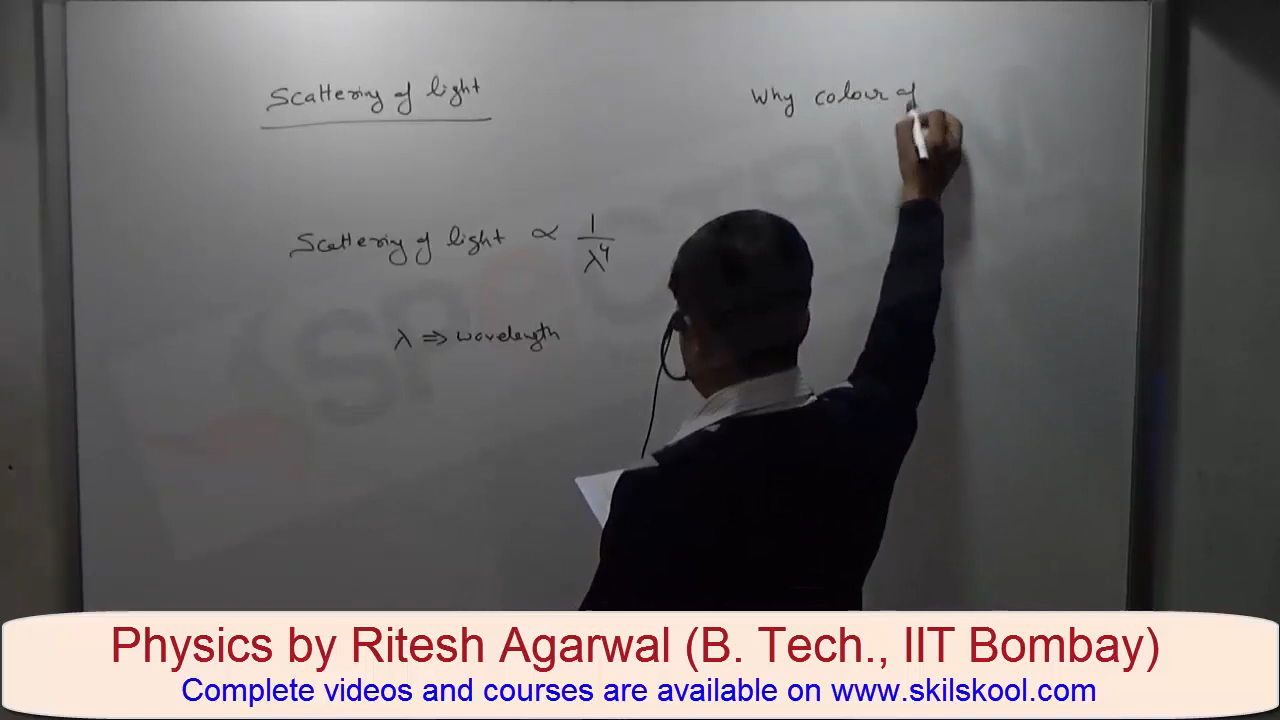 Scattering of light
Why colour of
Scattering of light ∝ 1/λ⁴
λ ⇒ wavelength
Physics by Ritesh Agarwal (B. Tech., IIT Bombay)
Complete videos and courses are available on www.skilskool.com